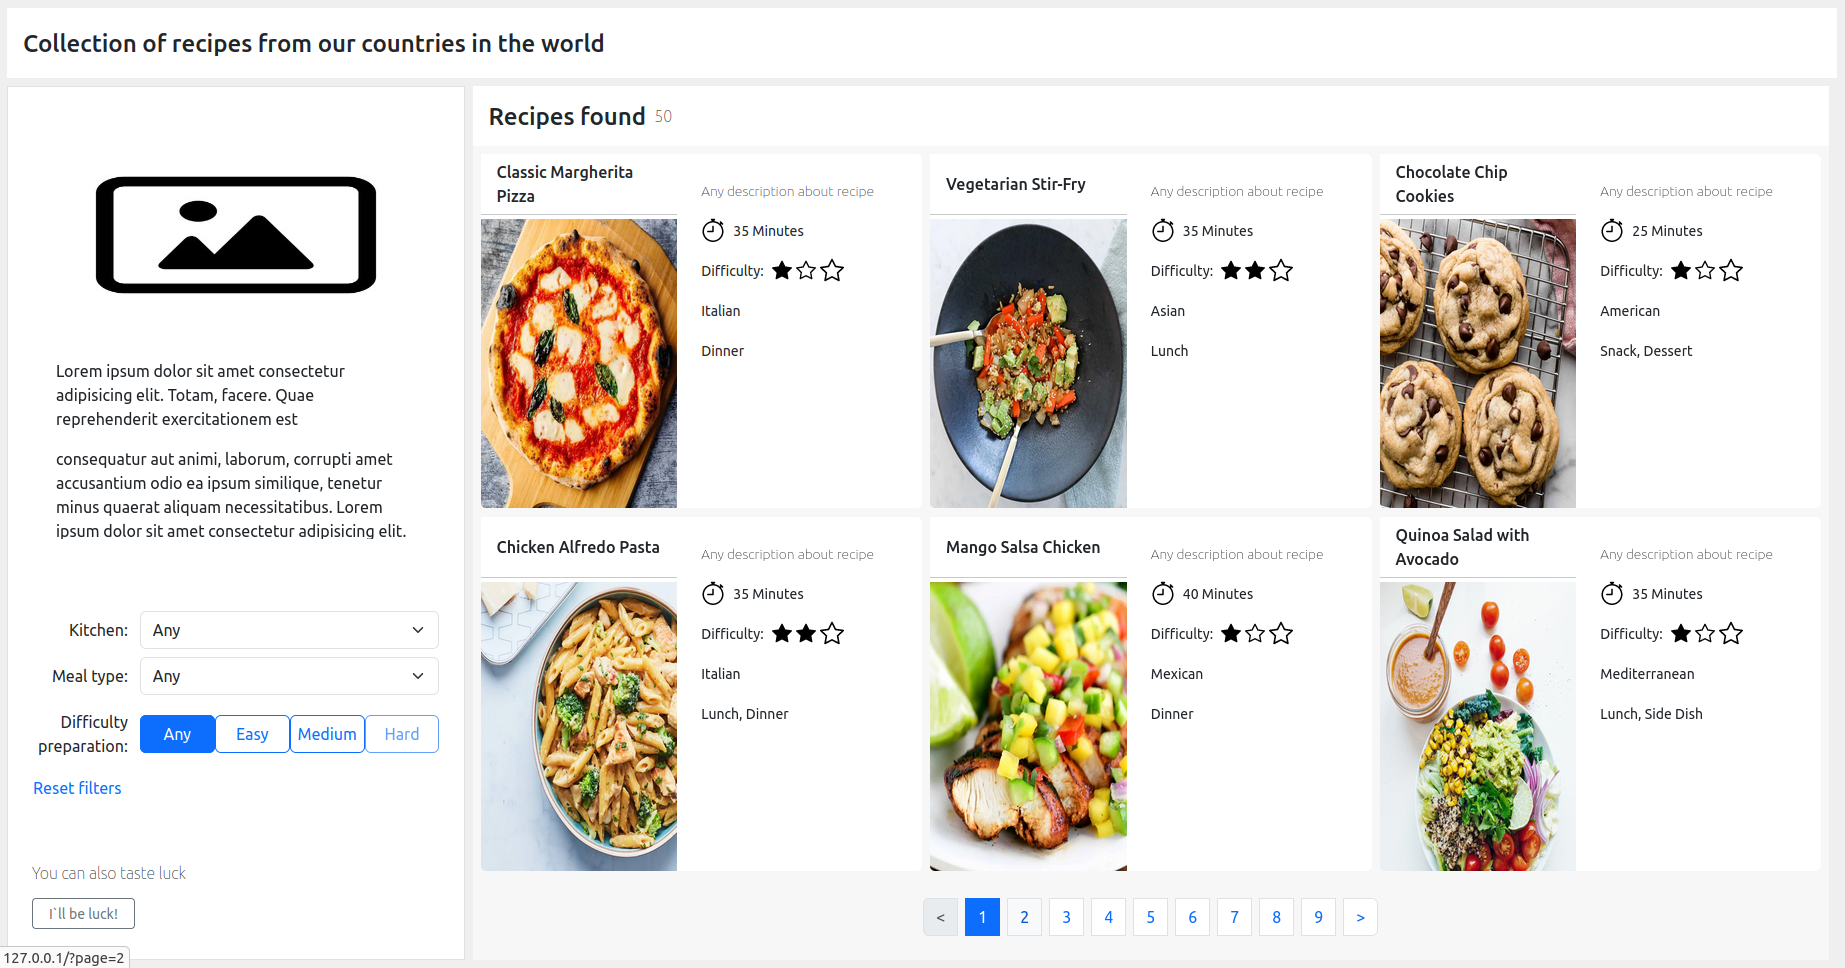 Collection of recipes from our countries in the world
Lorem ipsum dolor sit amet consectetur
adipisicing elit. Totam, facere. Quae
reprehenderit exercitationem est
consequatur aut animi, laborum, corrupti amet
accusantium odio ea ipsum similique, tenetur
minus quaerat aliquam necessitatibus. Lorem
ipsum dolor sit amet consectetur adipisicing elit.
Kitchen:
Any
Meal type:
Any
Difficulty
preparation:
Any
Easy
Medium
Hard
Reset filters
You can also taste luck
I`ll be luck!
127.0.0.1/?page=2
Recipes found 50
Classic Margherita
Pizza
Any description about recipe
35 Minutes
Difficulty:
Italian
Dinner
Vegetarian Stir-Fry
Any description about recipe
35 Minutes
Difficulty:
Asian
Lunch
Chocolate Chip
Cookies
Any description about recipe
25 Minutes
Difficulty:
American
Snack, Dessert
Chicken Alfredo Pasta
Any description about recipe
35 Minutes
Difficulty:
Italian
Lunch, Dinner
Mango Salsa Chicken
Any description about recipe
40 Minutes
Difficulty:
Mexican
Dinner
Quinoa Salad with
Avocado
Any description about recipe
35 Minutes
Difficulty:
Mediterranean
Lunch, Side Dish
< 1 2 3 4 5 6 7 8 9 >